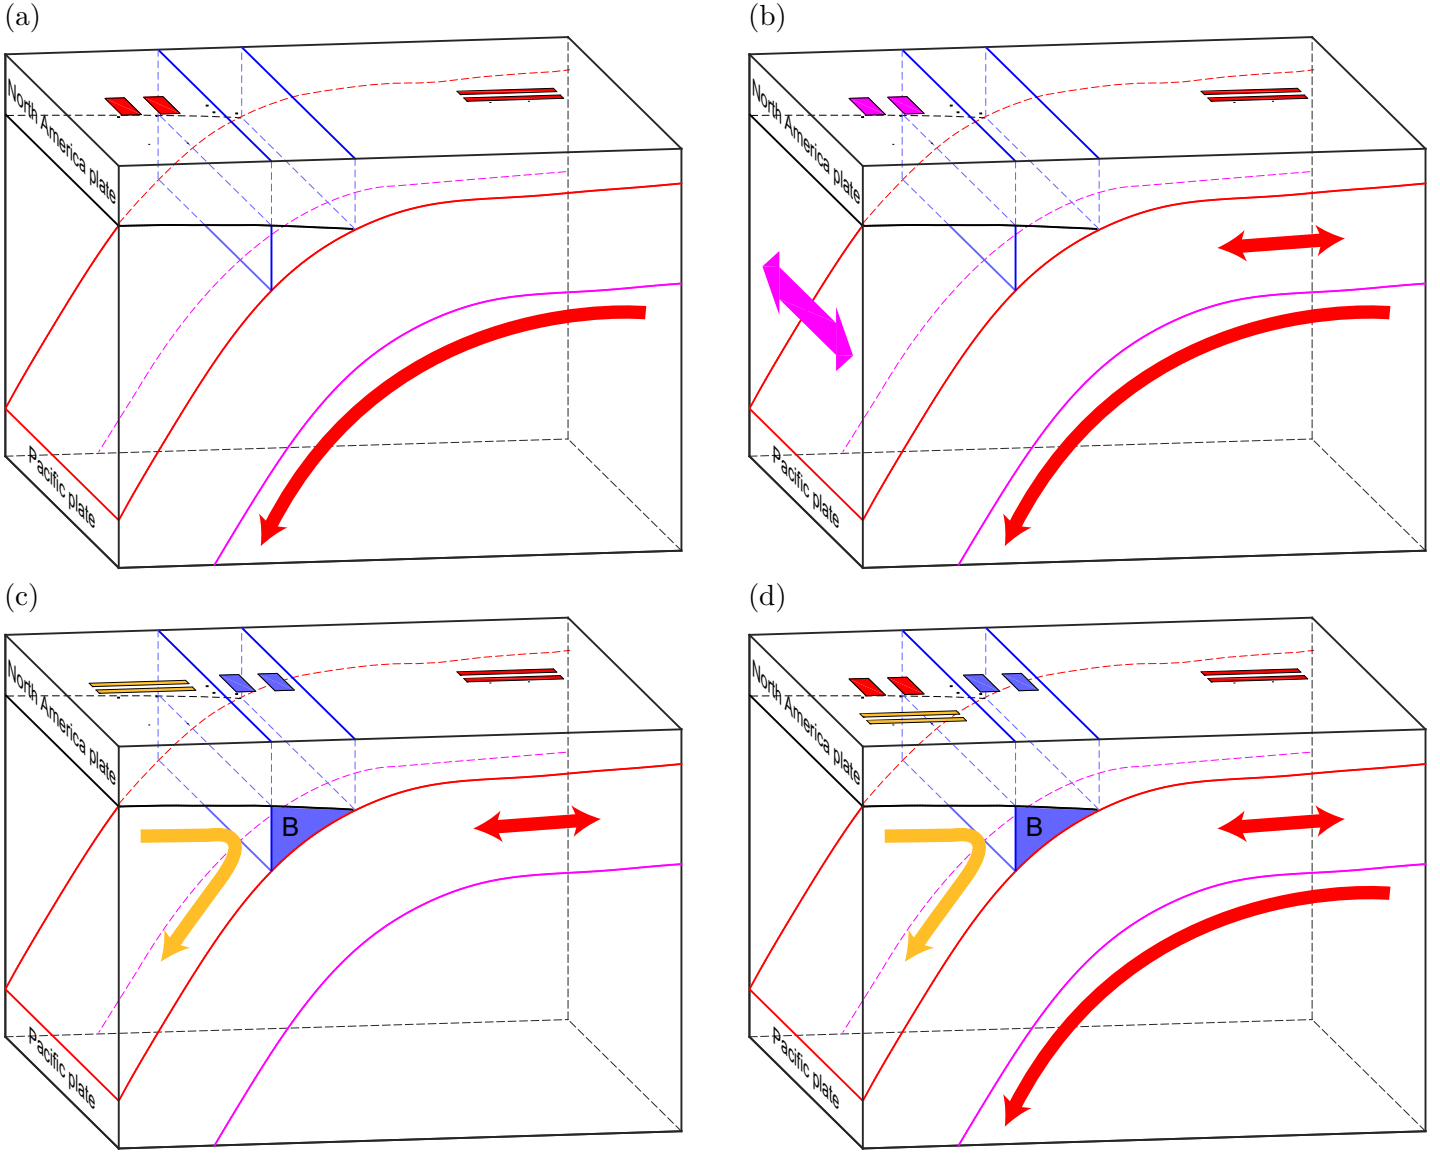 (a)
(b)
North America plate
North America plate
Pacific plate
Pacific plate
(c)
(d)
North America plate
B
North America plate
B
Pacific plate
Pacific plate